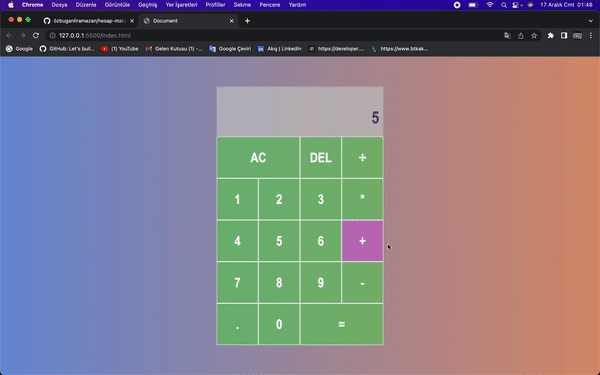 Chrome Dosya Düzenle Görüntüle Geçmiş Yer İşaretleri Profiller Sekme Pencere Yardım 17 Aralık Cmt 01:48
ozbuganliramazan/hesap-mak Document
127.0.0.1:5500/index.html
Google GitHub: Let's buil... (1) YouTube Gelen Kutusu (1) -... Google Çeviri Akış | LinkedIn https://developer.... https://www.btkak...
5
AC DEL ÷
1 2 3 *
4 5 6 +
7 8 9 -
. 0 =